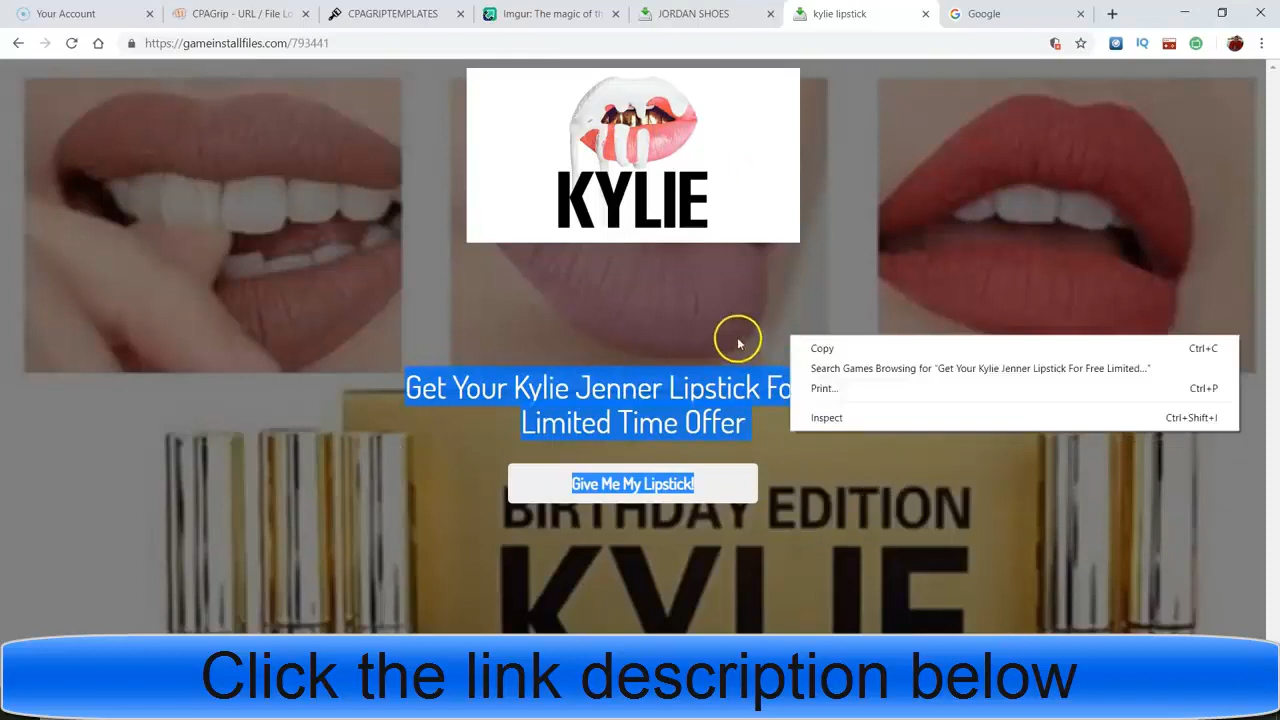 Your Account
CPAGrip - URL / File Lo
CPAGRIPTEMPLATES
Imgur: The magic of th
JORDAN SHOES
kylie lipstick
Google
https://gameinstallfiles.com/793441
IQ
KYLIE
Copy Ctrl+C
Search Games Browsing for "Get Your Kylie Jenner Lipstick For Free Limited..."
Print... Ctrl+P
Inspect Ctrl+Shift+I
Get Your Kylie Jenner Lipstick Fo
Limited Time Offer
Give Me My Lipstick!
BIRTHDAY EDITION
KYLIE
Click the link description below